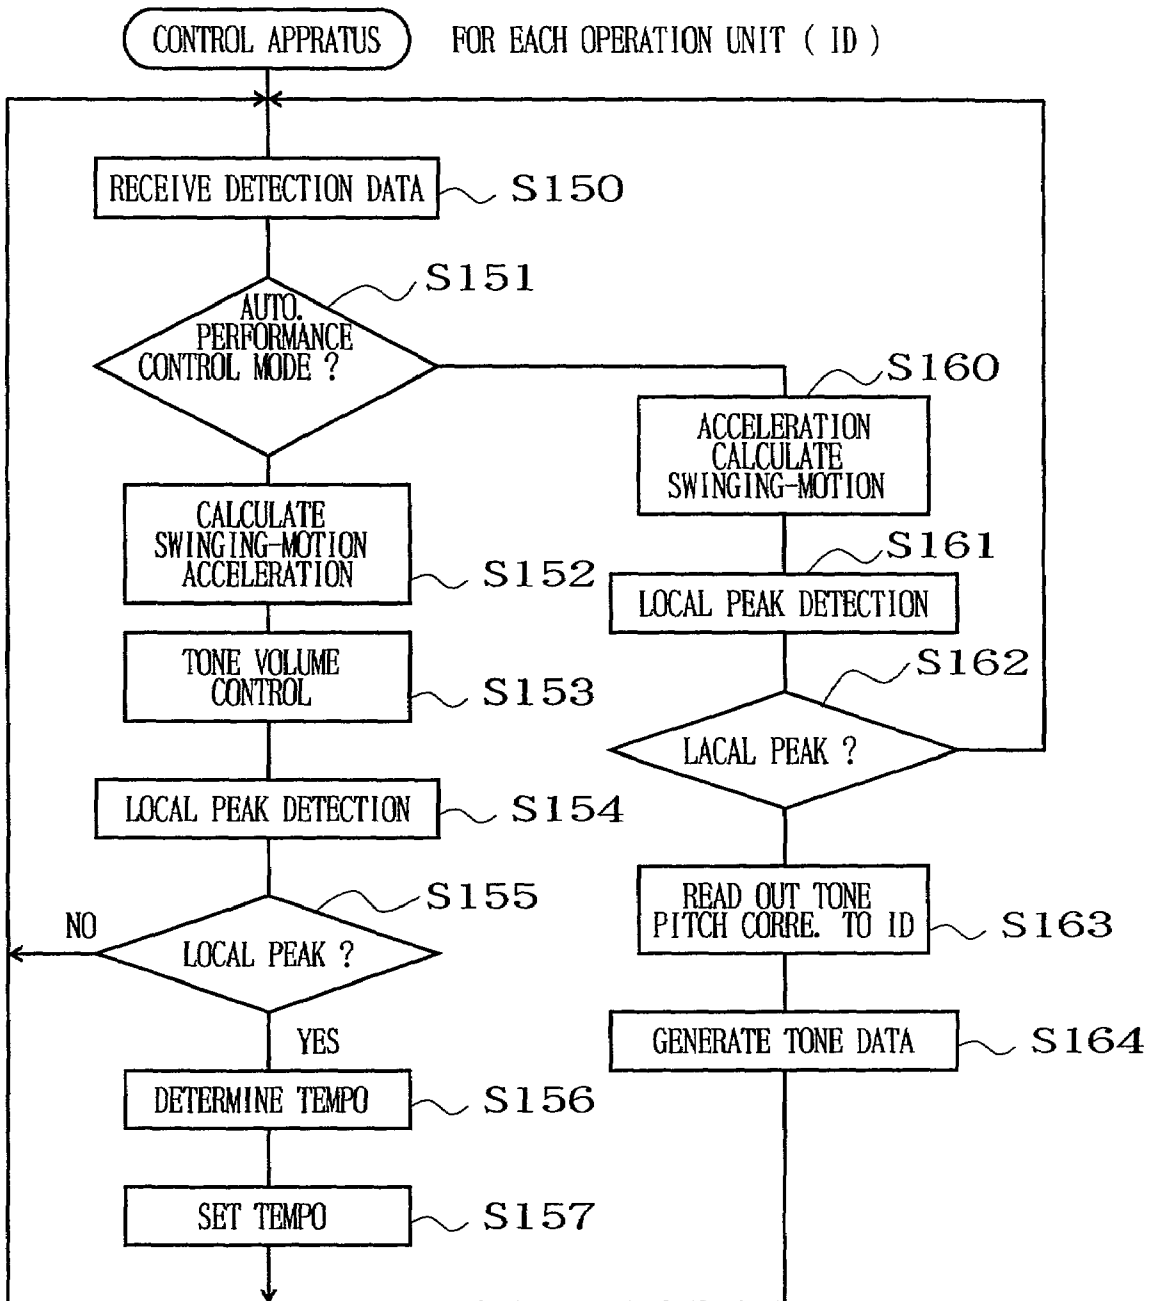 CONTROL APPRATUS
FOR EACH OPERATION UNIT ( ID )
RECEIVE DETECTION DATA
S150
S151
AUTO.
PERFORMANCE
CONTROL MODE ?
CALCULATE
SWINGING-MOTION
ACCELERATION
S152
TONE VOLUME
CONTROL
S153
LOCAL PEAK DETECTION
S154
S155
NO
LOCAL PEAK ?
YES
DETERMINE TEMPO
S156
SET TEMPO
S157
S160
ACCELERATION
CALCULATE
SWINGING-MOTION
S161
LOCAL PEAK DETECTION
S162
LACAL PEAK ?
READ OUT TONE
PITCH CORRE. TO ID
S163
GENERATE TONE DATA
S164